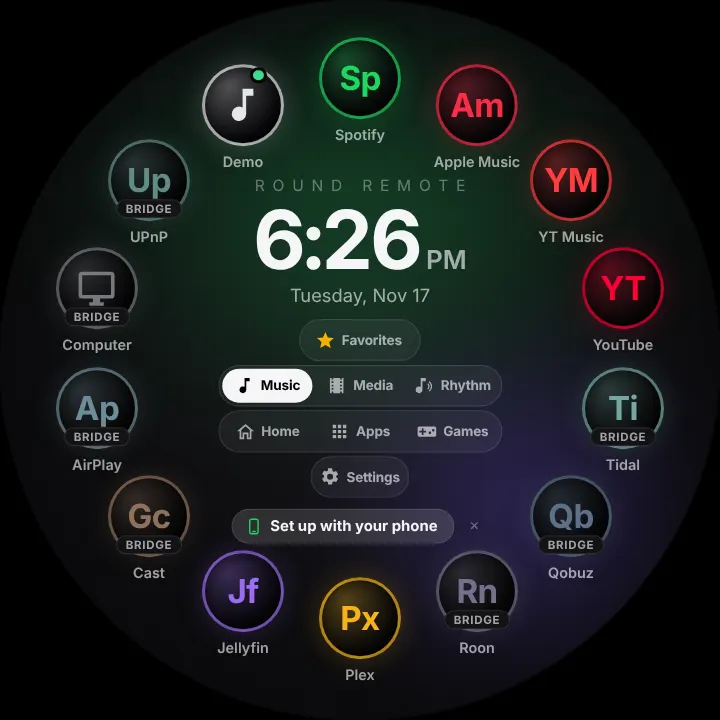 Sp
Spotify
Am
Apple Music
YM
YT Music
YT
YouTube
Ti
BRIDGE
Tidal
Qb
BRIDGE
Qobuz
Rn
BRIDGE
Roon
Px
Plex
Jf
Jellyfin
Gc
BRIDGE
Cast
Ap
BRIDGE
AirPlay
BRIDGE
Computer
Up
BRIDGE
UPnP
Demo
ROUND REMOTE
6:26 PM
Tuesday, Nov 17
Favorites
Music Media Rhythm
Home Apps Games
Settings
Set up with your phone ×